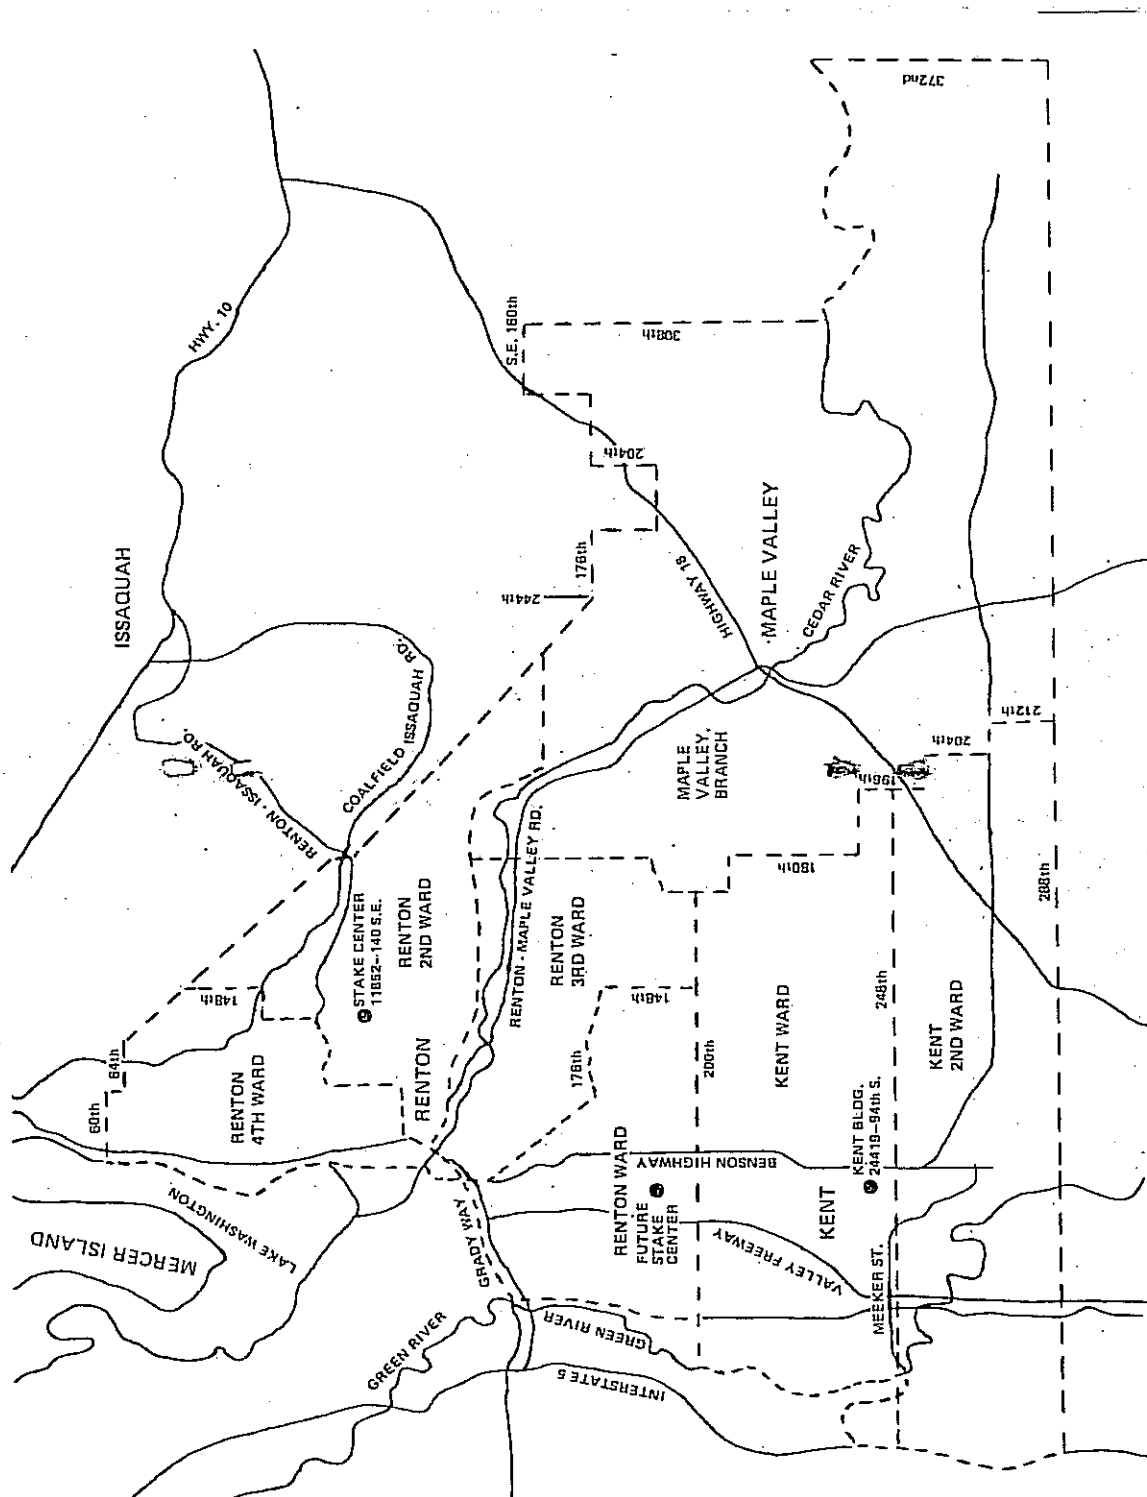 372nd
HWY. 10
S.E. 160th
308th
204th
ISSAQUAH
176th
244th
HIGHWAY 18
MAPLE VALLEY
CEDAR RIVER
COALFIELD ISSAQUAH RD.
RENTON - ISSAQUAH RD.
212th
204th
196th
MAPLE
VALLEY,
BRANCH
180th
288th
RENTON - MAPLE VALLEY RD.
STAKE CENTER
11652-140 S.E.
RENTON
2ND WARD
RENTON
3RD WARD
148th
148th
176th
200th
248th
KENT WARD
KENT
2ND WARD
64th
60th
RENTON
4TH WARD
RENTON
BENSON HIGHWAY
KENT BLDG.
24419-94th S.
KENT
RENTON WARD
FUTURE
STAKE
CENTER
GRADY WAY
LAKE WASHINGTON
MERCER ISLAND
VALLEY FREEWAY
MEEKER ST.
GREEN RIVER
GREEN RIVER
INTERSTATE 5